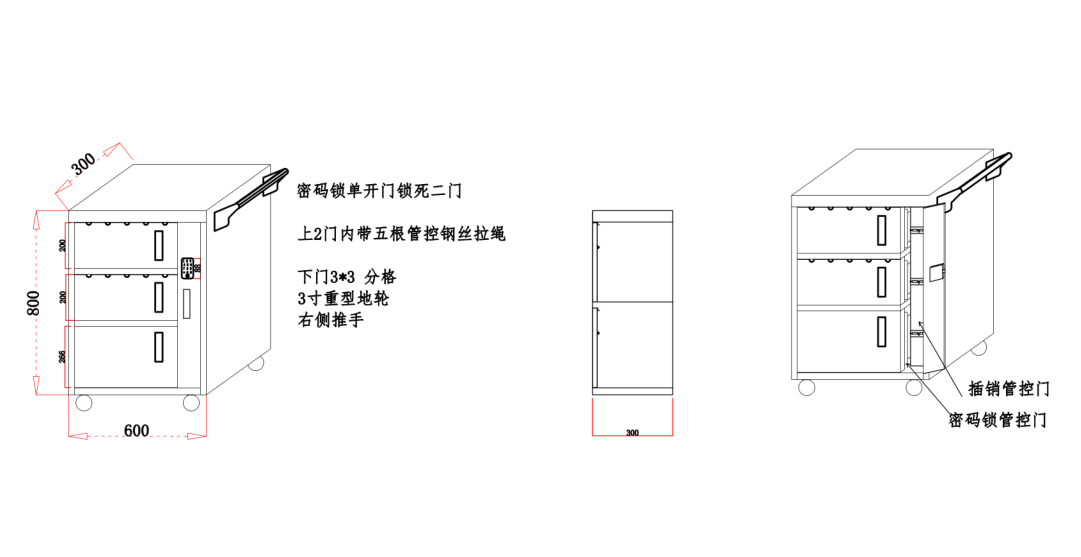 300
密码锁单开门锁死二门
上2门内带五根管控钢丝拉绳
200
88
下门3*3 分格
200
800
3寸重型地轮
右侧推手
266
插销管控门
密码锁管控门
600
300